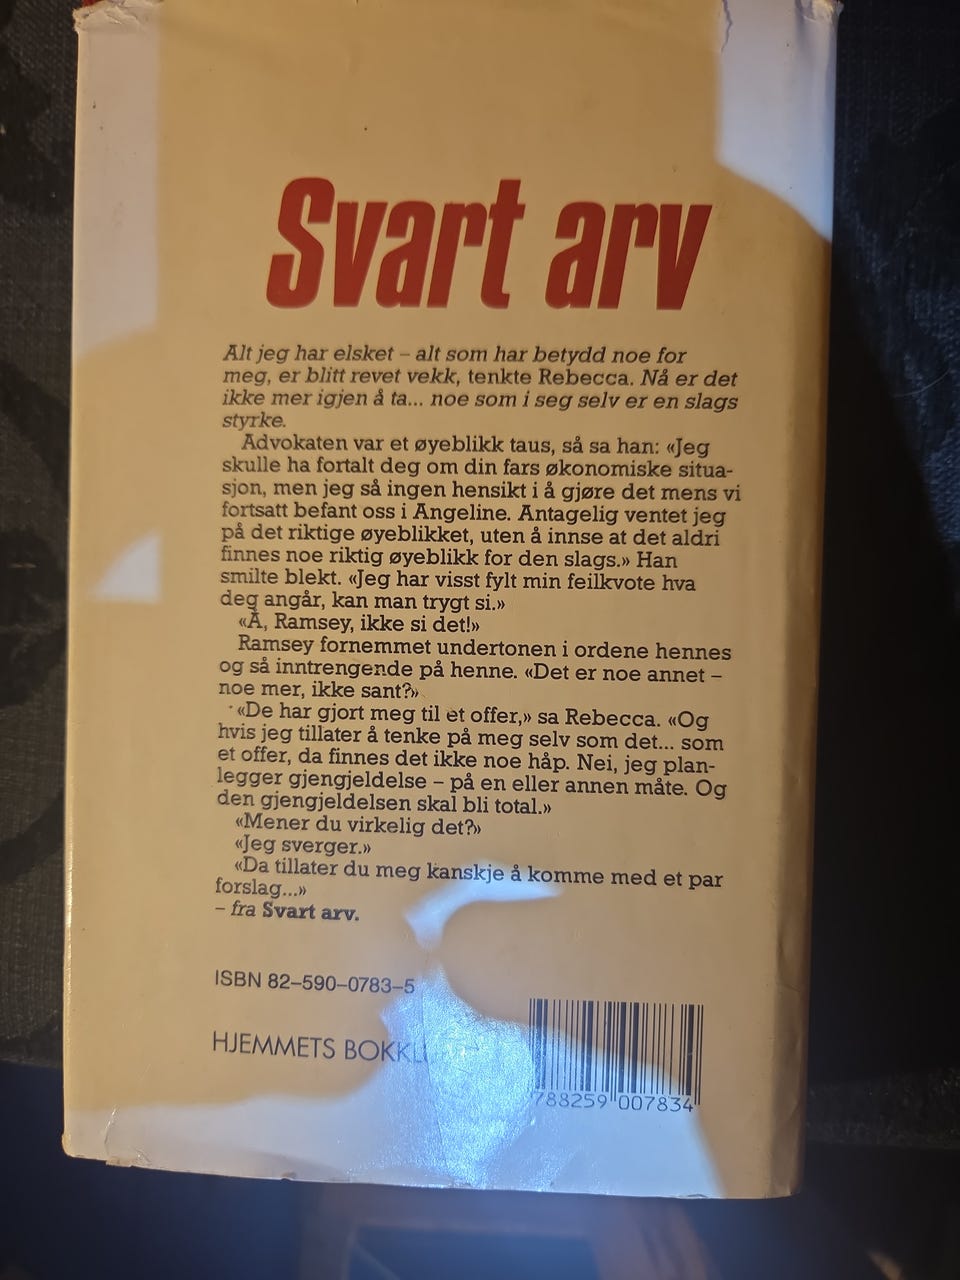 Svart arv
Alt jeg har elsket – alt som har betydd noe for
meg, er blitt revet vekk, tenkte Rebecca. Nå er det
ikke mer igjen å ta... noe som i seg selv er en slags
styrke.
Advokaten var et øyeblikk taus, så sa han: «Jeg
skulle ha fortalt deg om din fars økonomiske situa-
sjon, men jeg så ingen hensikt i å gjøre det mens vi
fortsatt befant oss i Angeline. Antagelig ventet jeg
på det riktige øyeblikket, uten å innse at det aldri
finnes noe riktig øyeblikk for den slags.» Han
smilte blekt. «Jeg har visst fylt min feilkvote hva
deg angår, kan man trygt si.»
«Å, Ramsey, ikke si det!»
Ramsey fornemmet undertonen i ordene hennes
og så inntrengende på henne. «Det er noe annet –
noe mer, ikke sant?»
«De har gjort meg til et offer,» sa Rebecca. «Og
hvis jeg tillater å tenke på meg selv som det... som
et offer, da finnes det ikke noe håp. Nei, jeg plan-
legger gjengjeldelse – på en eller annen måte. Og
den gjengjeldelsen skal bli total.»
«Mener du virkelig det?»
«Jeg sverger.»
«Da tillater du meg kanskje å komme med et par
forslag...»
– fra Svart arv.
ISBN 82–590–0783–5
HJEMMETS
788259 007834